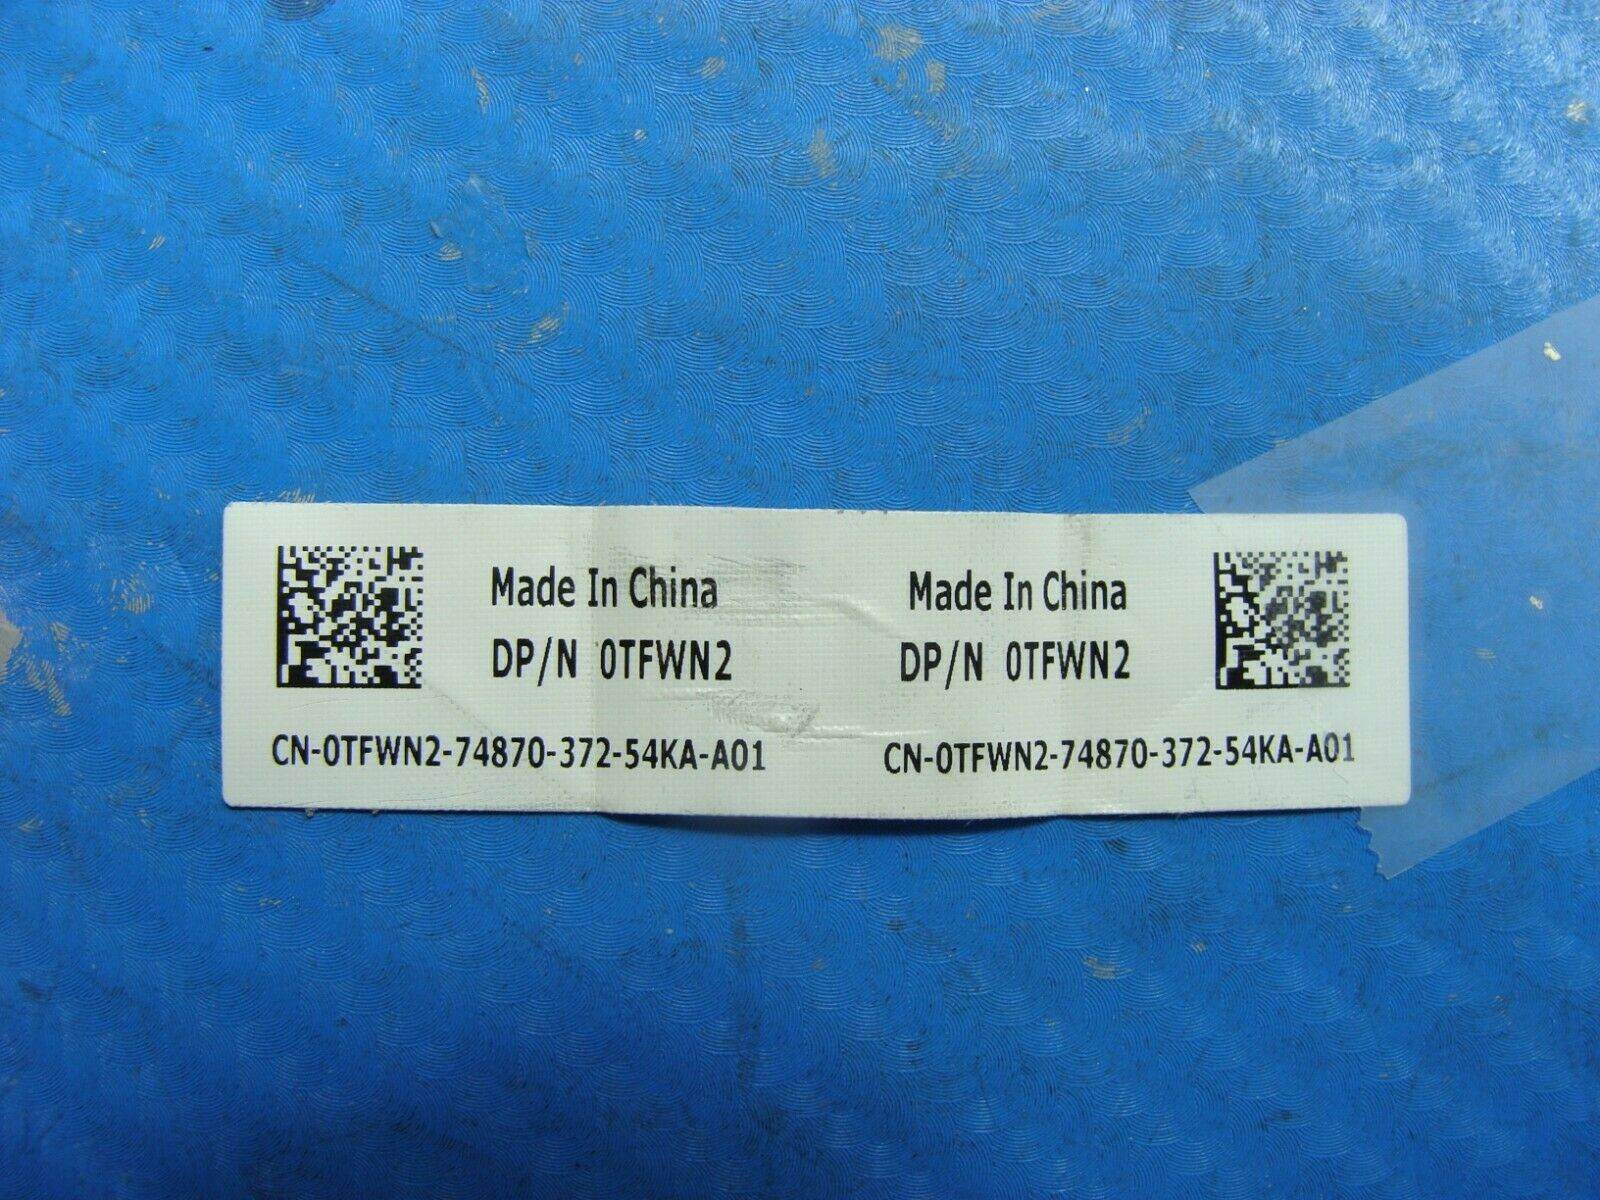 Made In China
DP/N 0TFWN2
CN-0TFWN2-74870-372-54KA-A01
Made In China
DP/N 0TFWN2
CN-0TFWN2-74870-372-54KA-A01